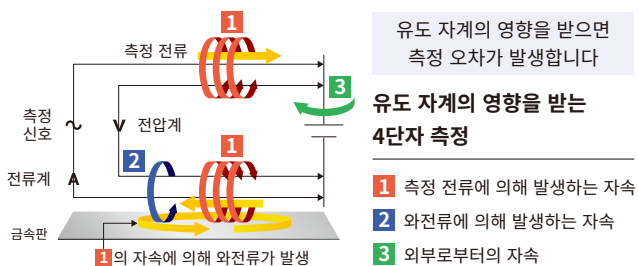 1
측정 전류
3
측정
신호
V 전압계
2
1
전류계 A
금속판
1의 자속에 의해 와전류가 발생
유도 자계의 영향을 받으면
측정 오차가 발생합니다
유도 자계의 영향을 받는
4단자 측정
1 측정 전류에 의해 발생하는 자속
2 와전류에 의해 발생하는 자속
3 외부로부터의 자속